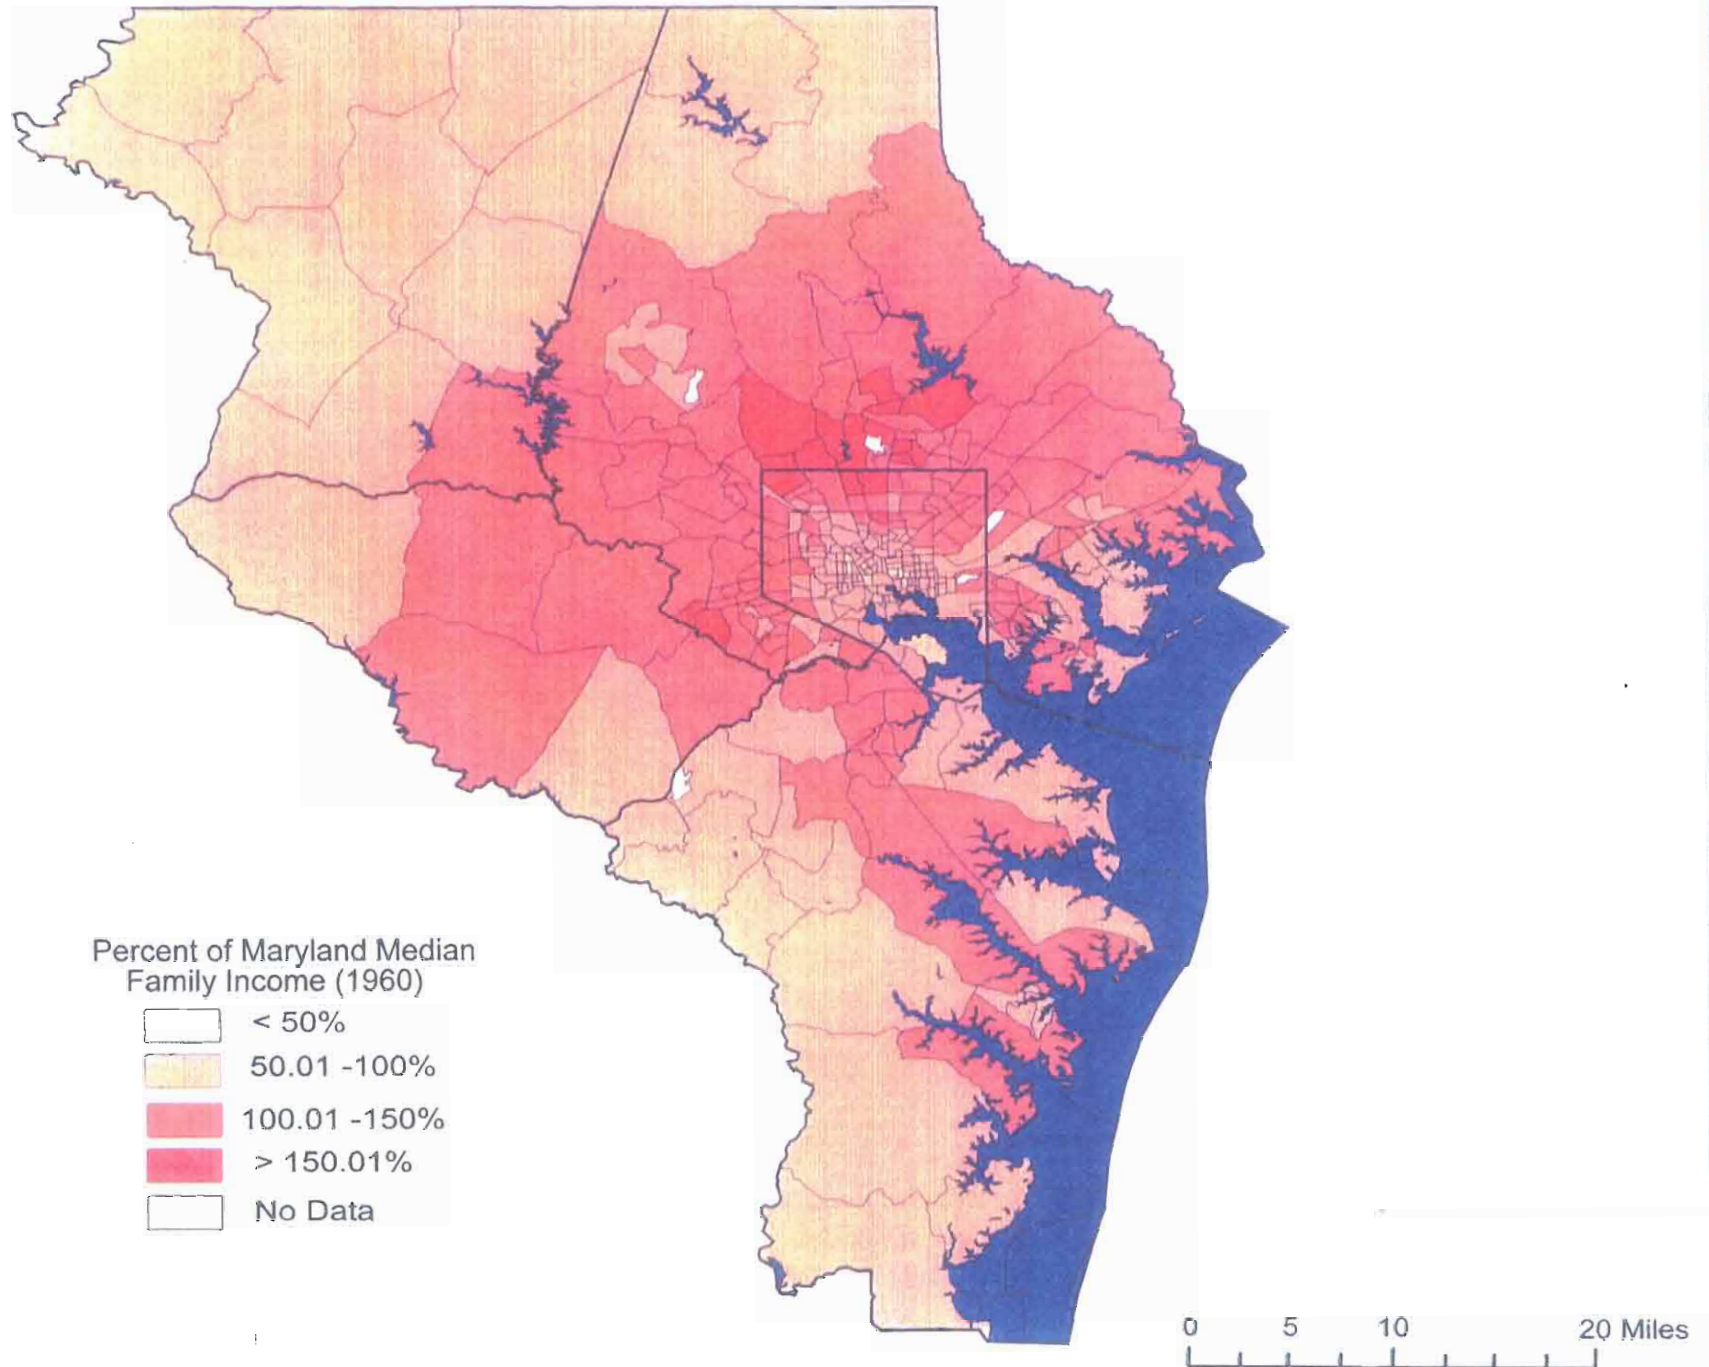 Percent of Maryland Median
Family Income (1960)
< 50%
50.01 -100%
100.01 -150%
> 150.01%
No Data
0 5 10 20 Miles